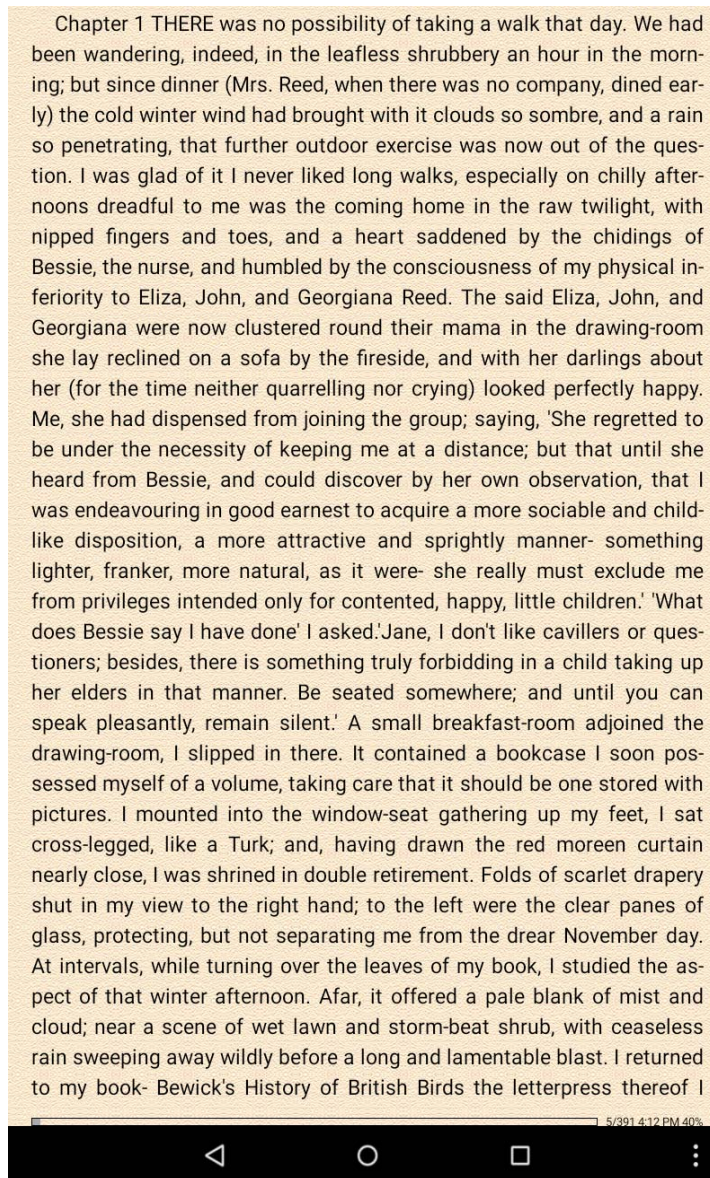 Chapter 1 THERE was no possibility of taking a walk that day. We had
been wandering, indeed, in the leafless shrubbery an hour in the morn-
ing; but since dinner (Mrs. Reed, when there was no company, dined ear-
ly) the cold winter wind had brought with it clouds so sombre, and a rain
so penetrating, that further outdoor exercise was now out of the ques-
tion. I was glad of it I never liked long walks, especially on chilly after-
noons dreadful to me was the coming home in the raw twilight, with
nipped fingers and toes, and a heart saddened by the chidings of
Bessie, the nurse, and humbled by the consciousness of my physical in-
feriority to Eliza, John, and Georgiana Reed. The said Eliza, John, and
Georgiana were now clustered round their mama in the drawing-room
she lay reclined on a sofa by the fireside, and with her darlings about
her (for the time neither quarrelling nor crying) looked perfectly happy.
Me, she had dispensed from joining the group; saying, 'She regretted to
be under the necessity of keeping me at a distance; but that until she
heard from Bessie, and could discover by her own observation, that I
was endeavouring in good earnest to acquire a more sociable and child-
like disposition, a more attractive and sprightly manner- something
lighter, franker, more natural, as it were- she really must exclude me
from privileges intended only for contented, happy, little children.' 'What
does Bessie say I have done' I asked.'Jane, I don't like cavillers or ques-
tioners; besides, there is something truly forbidding in a child taking up
her elders in that manner. Be seated somewhere; and until you can
speak pleasantly, remain silent.' A small breakfast-room adjoined the
drawing-room, I slipped in there. It contained a bookcase I soon pos-
sessed myself of a volume, taking care that it should be one stored with
pictures. I mounted into the window-seat gathering up my feet, I sat
cross-legged, like a Turk; and, having drawn the red moreen curtain
nearly close, I was shrined in double retirement. Folds of scarlet drapery
shut in my view to the right hand; to the left were the clear panes of
glass, protecting, but not separating me from the drear November day.
At intervals, while turning over the leaves of my book, I studied the as-
pect of that winter afternoon. Afar, it offered a pale blank of mist and
cloud; near a scene of wet lawn and storm-beat shrub, with ceaseless
rain sweeping away wildly before a long and lamentable blast. I returned
to my book- Bewick's History of British Birds the letterpress thereof I
5/391 4:12 PM 40%